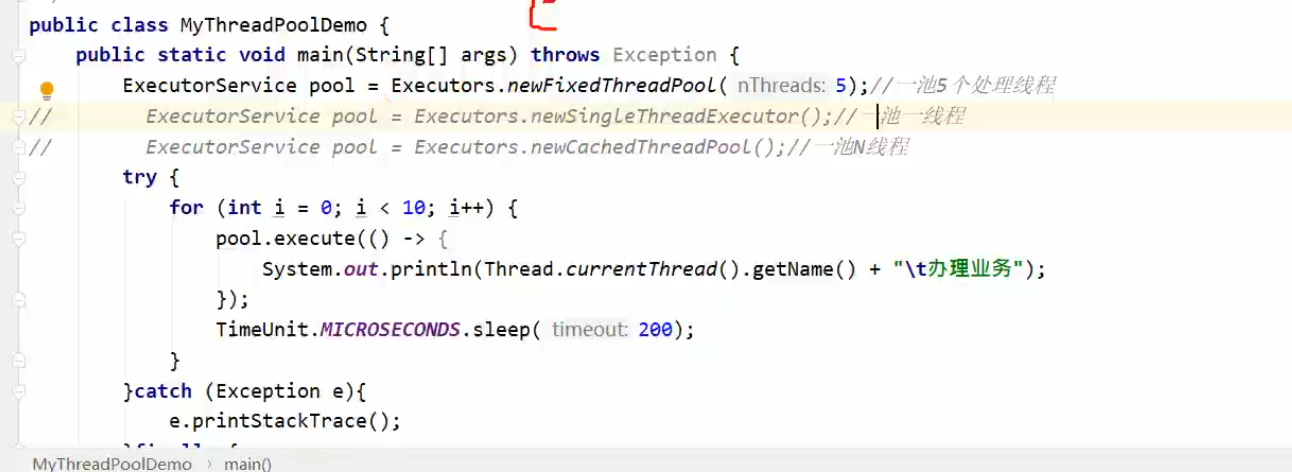 public class MyThreadPoolDemo {
public static void main(String[] args) throws Exception {
ExecutorService pool = Executors.newFixedThreadPool( nThreads: 5);//一池5个处理线程
// ExecutorService pool = Executors.newSingleThreadExecutor();//一池一线程
// ExecutorService pool = Executors.newCachedThreadPool();//一池N线程
try {
for (int i = 0; i < 10; i++) {
pool.execute(() -> {
System.out.println(Thread.currentThread().getName() + "\t办理业务");
});
TimeUnit.MICROSECONDS.sleep( timeout: 200);
}
}catch (Exception e){
e.printStackTrace();
MyThreadPoolDemo › main()